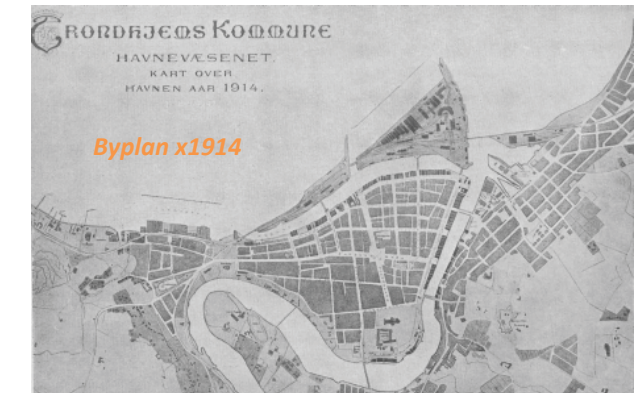 TRONDHJEMS KOMMUNE
HAVNEVÆSENET.
KART OVER
HAVNEN AAR 1914.
Byplan x1914